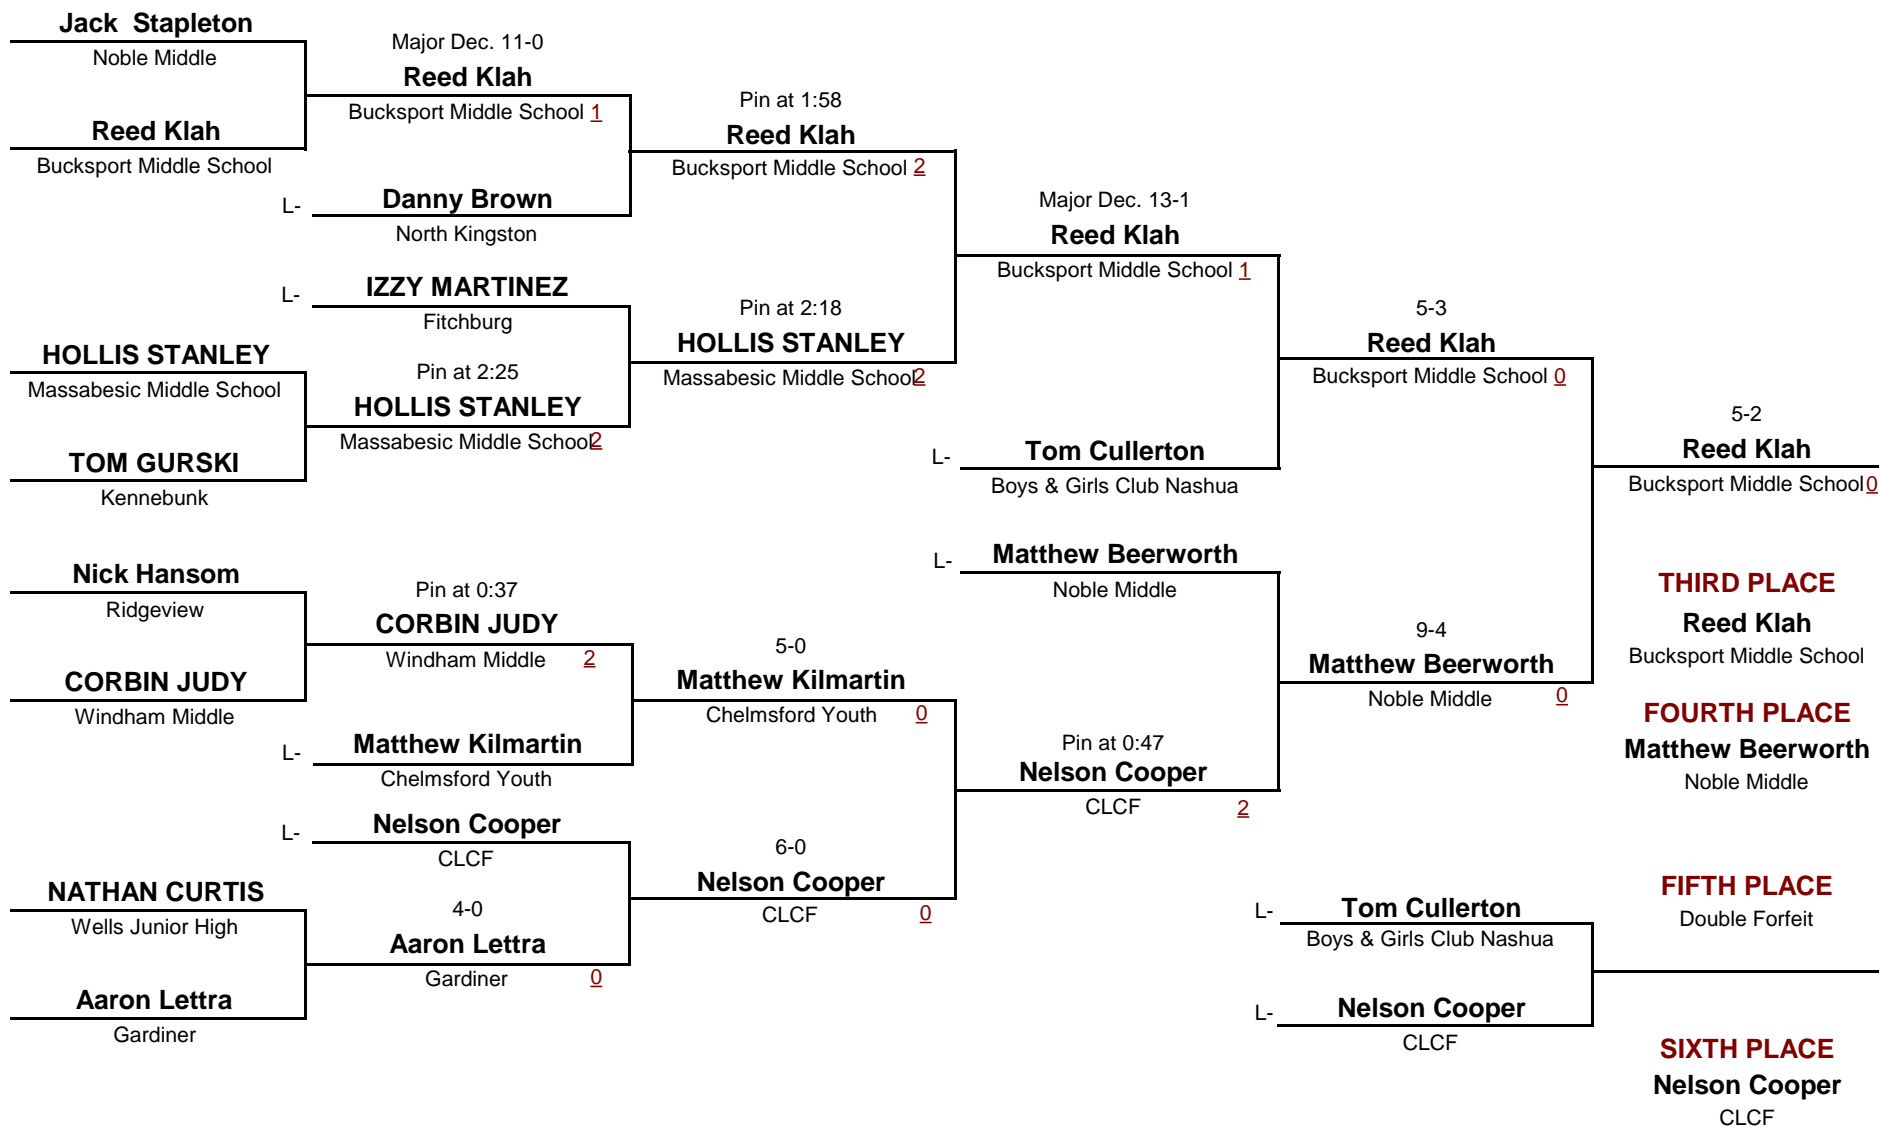 Jack  Stapleton
Noble Middle
Reed Klah
Bucksport Middle School
HOLLIS STANLEY
Massabesic Middle School
TOM GURSKI
Kennebunk
Nick Hansom
Ridgeview
CORBIN JUDY
Windham Middle
NATHAN CURTIS
Wells Junior High
Aaron Lettra
Gardiner
Major Dec. 11-0
Reed Klah
Bucksport Middle School 1
L- Danny Brown
North Kingston
L- IZZY MARTINEZ
Fitchburg
Pin at 2:25
HOLLIS STANLEY
Massabesic Middle School 2
Pin at 0:37
CORBIN JUDY
Windham Middle 2
L- Matthew Kilmartin
Chelmsford Youth
L- Nelson Cooper
CLCF
4-0
Aaron Lettra
Gardiner 0
Pin at 1:58
Reed Klah
Bucksport Middle School 2
Pin at 2:18
HOLLIS STANLEY
Massabesic Middle School 2
5-0
Matthew Kilmartin
Chelmsford Youth 0
6-0
Nelson Cooper
CLCF 0
Major Dec. 13-1
Reed Klah
Bucksport Middle School 1
L- Tom Cullerton
Boys & Girls Club Nashua
L- Matthew Beerworth
Noble Middle
Pin at 0:47
Nelson Cooper
CLCF 2
5-3
Reed Klah
Bucksport Middle School 0
9-4
Matthew Beerworth
Noble Middle 0
L- Tom Cullerton
Boys & Girls Club Nashua
L- Nelson Cooper
CLCF
5-2
Reed Klah
Bucksport Middle School 0
THIRD PLACE
Reed Klah
Bucksport Middle School
FOURTH PLACE
Matthew Beerworth
Noble Middle
FIFTH PLACE
Double Forfeit
SIXTH PLACE
Nelson Cooper
CLCF